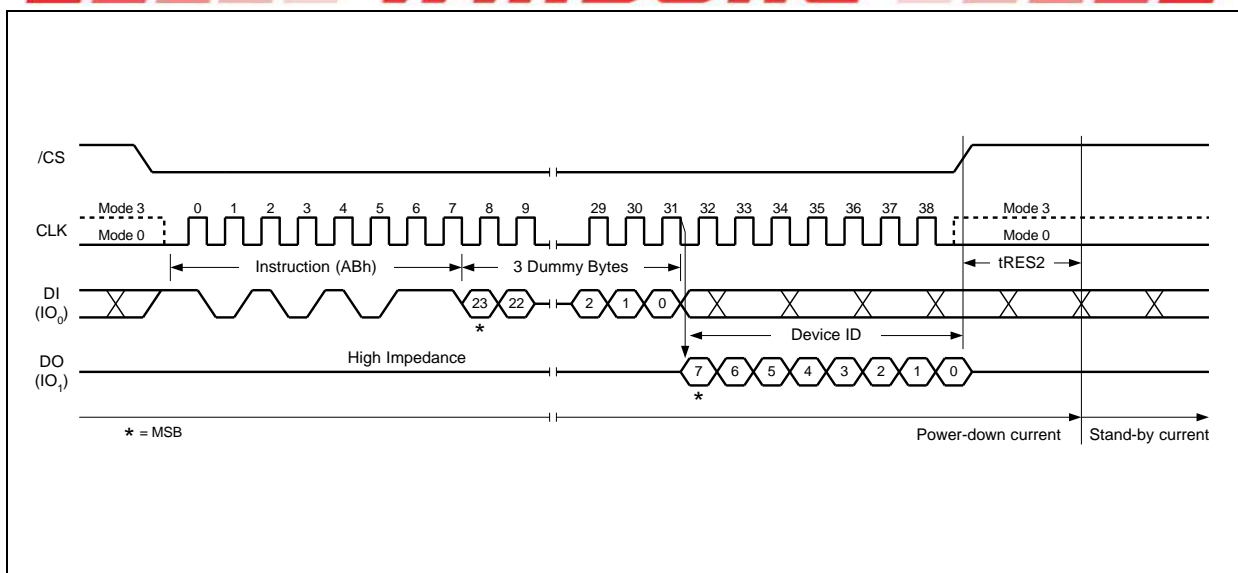 /CS
Mode 3
0 1 2 3 4 5 6 7 8 9 29 30 31 32 33 34 35 36 37 38
Mode 3
CLK
Mode 0
Mode 0
Instruction (ABh)
3 Dummy Bytes
tRES2
DI
(IO0)
23 22 2 1 0
*
Device ID
High Impedance
DO
(IO1)
7 6 5 4 3 2 1 0
*
* = MSB
Power-down current
Stand-by current